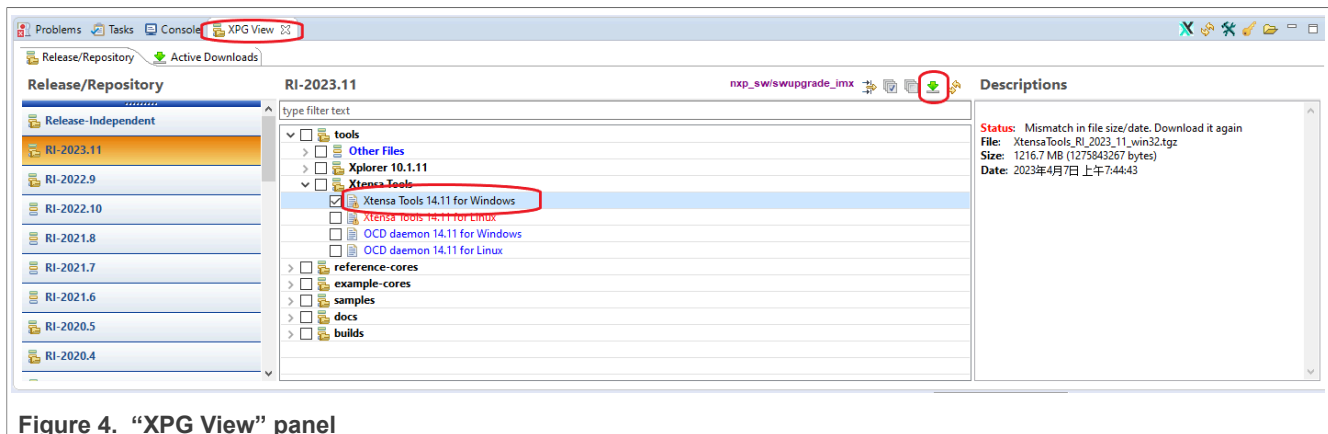 Problems Tasks Console XPG View
Release/Repository Active Downloads
Release/Repository
Release-Independent
RI-2023.11
RI-2022.9
RI-2022.10
RI-2021.8
RI-2021.7
RI-2021.6
RI-2020.5
RI-2020.4
RI-2023.11 nxp_sw/swupgrade_imx
type filter text
tools
Other Files
Xplorer 10.1.11
Xtensa Tools
Xtensa Tools 14.11 for Windows
Xtensa Tools 14.11 for Linux
OCD daemon 14.11 for Windows
OCD daemon 14.11 for Linux
reference-cores
example-cores
samples
docs
builds
Descriptions
Status: Mismatch in file size/date. Download it again
File: XtensaTools_RI_2023_11_win32.tgz
Size: 1216.7 MB (1275843267 bytes)
Date: 2023年4月7日 上午7:44:43
Figure 4. “XPG View” panel